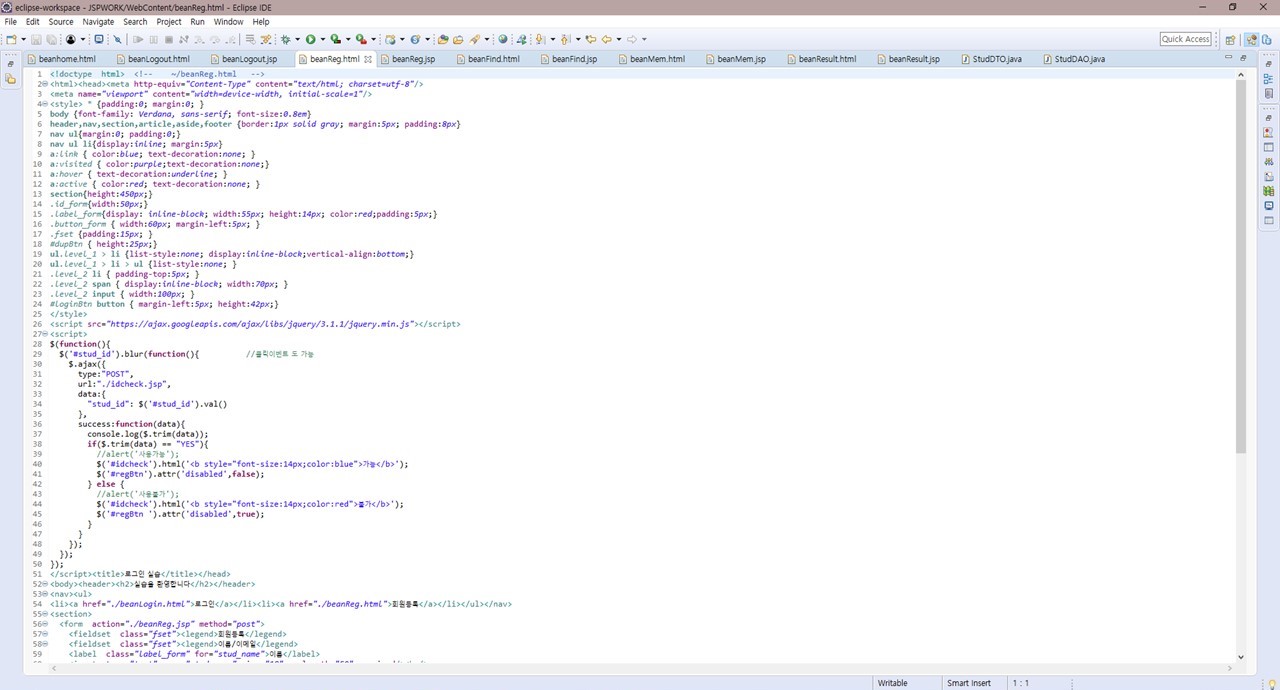 eclipse-workspace - JSPWORK/WebContent/beanReg.html - Eclipse IDE
File Edit Source Navigate Search Project Run Window Help
Quick Access
beanhome.html beanLogout.html beanLogout.jsp beanReg.html beanReg.jsp beanFind.html beanFind.jsp beanMem.html beanMem.jsp beanResult.html beanResult.jsp StudDTO.java StudDAO.java
1 <!doctype html> <!-- ~/beanReg.html -->
2 <html><head><meta http-equiv="Content-Type" content="text/html; charset=utf-8"/>
3 <meta name="viewport" content="width=device-width, initial-scale=1"/>
4 <style> * {padding:0; margin:0; }
5 body {font-family: Verdana, sans-serif; font-size:0.8em}
6 header,nav,section,article,aside,footer {border:1px solid gray; margin:5px; padding:8px}
7 nav ul{margin:0; padding:0;}
8 nav ul li{display:inline; margin:5px}
9 a:link { color:blue; text-decoration:none; }
10 a:visited { color:purple;text-decoration:none;}
11 a:hover { text-decoration:underline; }
12 a:active { color:red; text-decoration:none; }
13 section{height:450px;}
14 .id_form{width:50px;}
15 .label_form{display: inline-block; width:55px; height:14px; color:red;padding:5px;}
16 .button_form { width:60px; margin-left:5px; }
17 .fset {padding:15px; }
18 #dupBtn { height:25px;}
19 ul.level_1 > li {list-style:none; display:inline-block;vertical-align:bottom;}
20 ul.level_1 > li > ul {list-style:none; }
21 .level_2 li { padding-top:5px; }
22 .level_2 span { display:inline-block; width:70px; }
23 .level_2 input { width:100px; }
24 #loginBtn button { margin-left:5px; height:42px;}
25 </style>
26 <script src="https://ajax.googleapis.com/ajax/libs/jquery/3.1.1/jquery.min.js"></script>
27 <script>
28 $(function(){
29 $('#stud_id').blur(function(){ //클릭이벤트 도 가능
30 $.ajax({
31 type:"POST",
32 url:"./idcheck.jsp",
33 data:{
34 "stud_id": $('#stud_id').val()
35 },
36 success:function(data){
37 console.log($.trim(data));
38 if($.trim(data) == "YES"){
39 //alert('사용가능');
40 $('#idcheck').html('<b style="font-size:14px;color:blue">가능</b>');
41 $('#regBtn').attr('disabled',false);
42 } else {
43 //alert('사용불가');
44 $('#idcheck').html('<b style="font-size:14px;color:red">불가</b>');
45 $('#regBtn ').attr('disabled',true);
46 }
47 }
48 });
49 });
50 });
51 </script><title>로그인 실습</title></head>
52 <body><header><h2>실습을 환영합니다</h2></header>
53 <nav><ul>
54 <li><a href="./beanLogin.html">로그인</a></li><li><a href="./beanReg.html">회원등록</a></li></ul></nav>
55 <section>
56 <form action="./beanReg.jsp" method="post">
57 <fieldset class="fset"><legend>회원등록</legend>
58 <fieldset class="fset"><legend>이름/이메일</legend>
59 <label class="label_form" for="stud_name">이름</label>
Writable Smart Insert 1 : 1